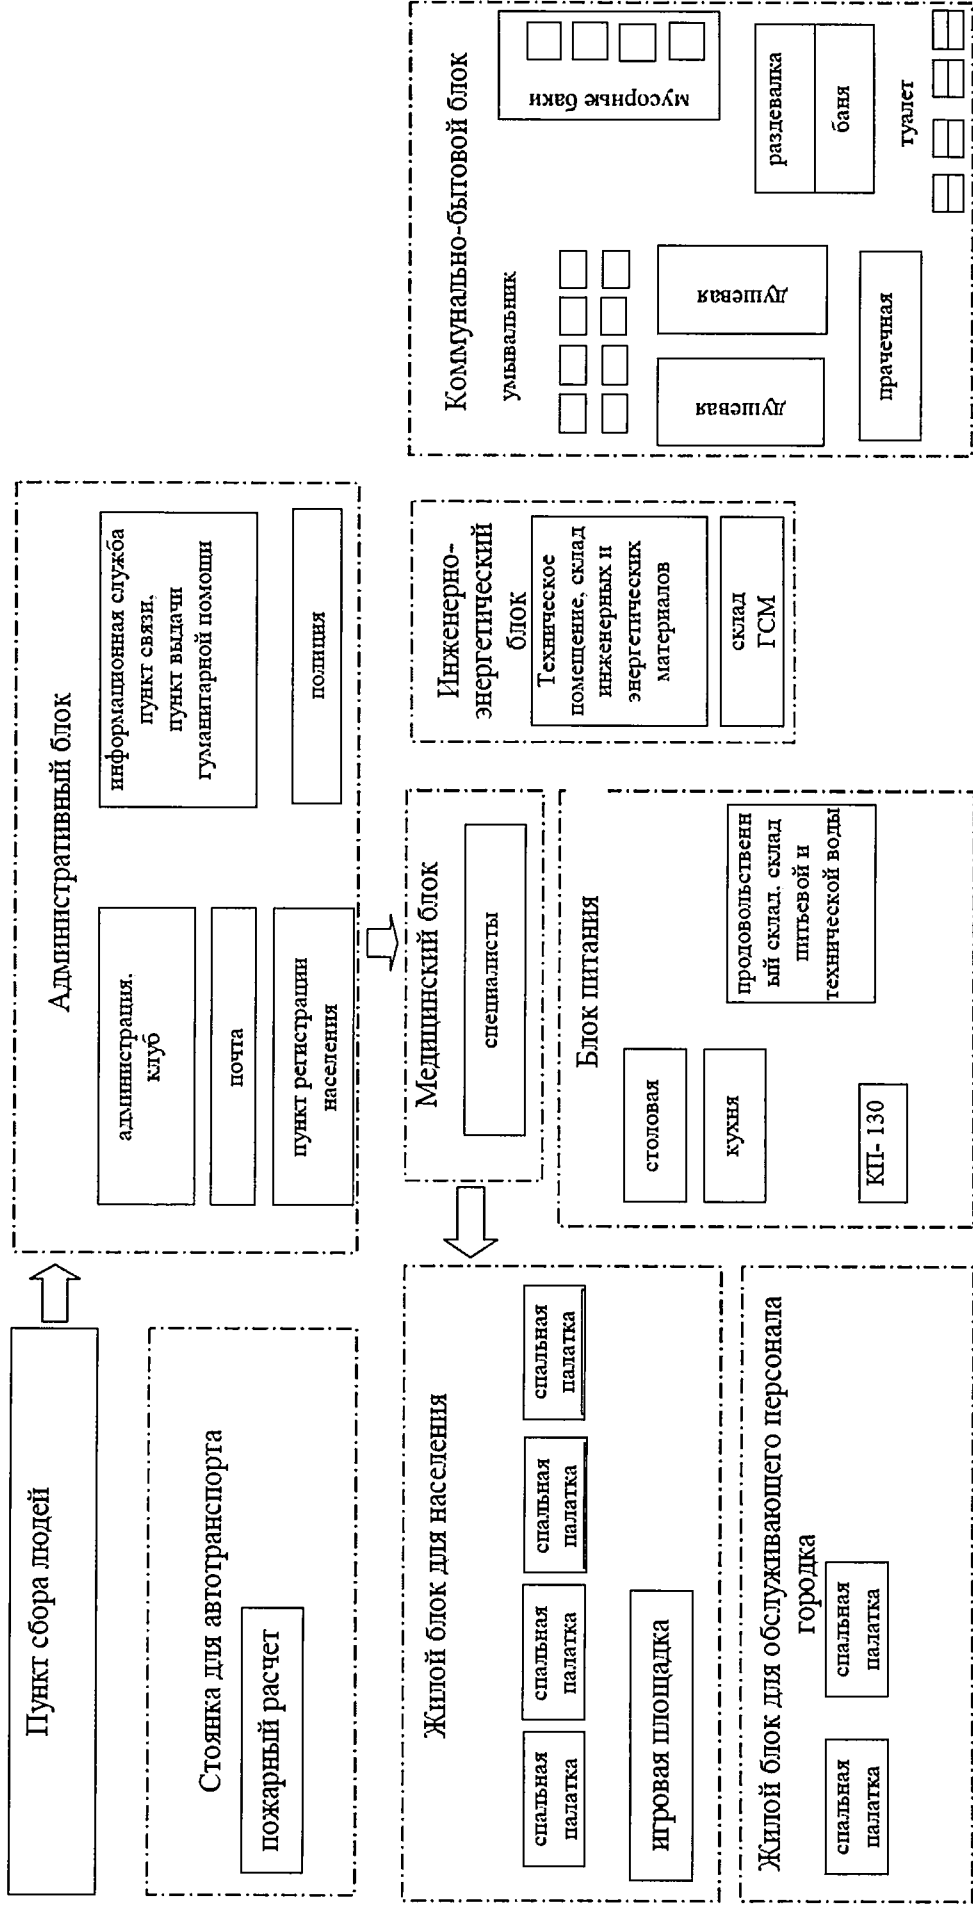 Пункт сбора людей
Стоянка для автотранспорта
пожарный расчет
Административный блок
администрация.
клуб
почта
пункт регистрации
населения
информационная служба
пункт связи,
пункт выдачи
гуманитарной помощи
полиция
Жилой блок для населения
спальная
палатка
спальная
палатка
спальная
палатка
спальная
палатка
игровая площадка
Медицинский блок
специалисты
Инженерно-
энергетический
блок
Техническое
помещение, склад
инженерных и
энергетических
материалов
склад
ГСМ
Коммунально-бытовой блок
умывальник
мусорные баки
душевая
душевая
раздевалка
баня
прачечная
туалет
Жилой блок для обслуживающего персонала
городка
спальная
палатка
спальная
палатка
Блок питания
столовая
кухня
КП- 130
продовольственн
ый склад. склад
питьевой и
технической воды